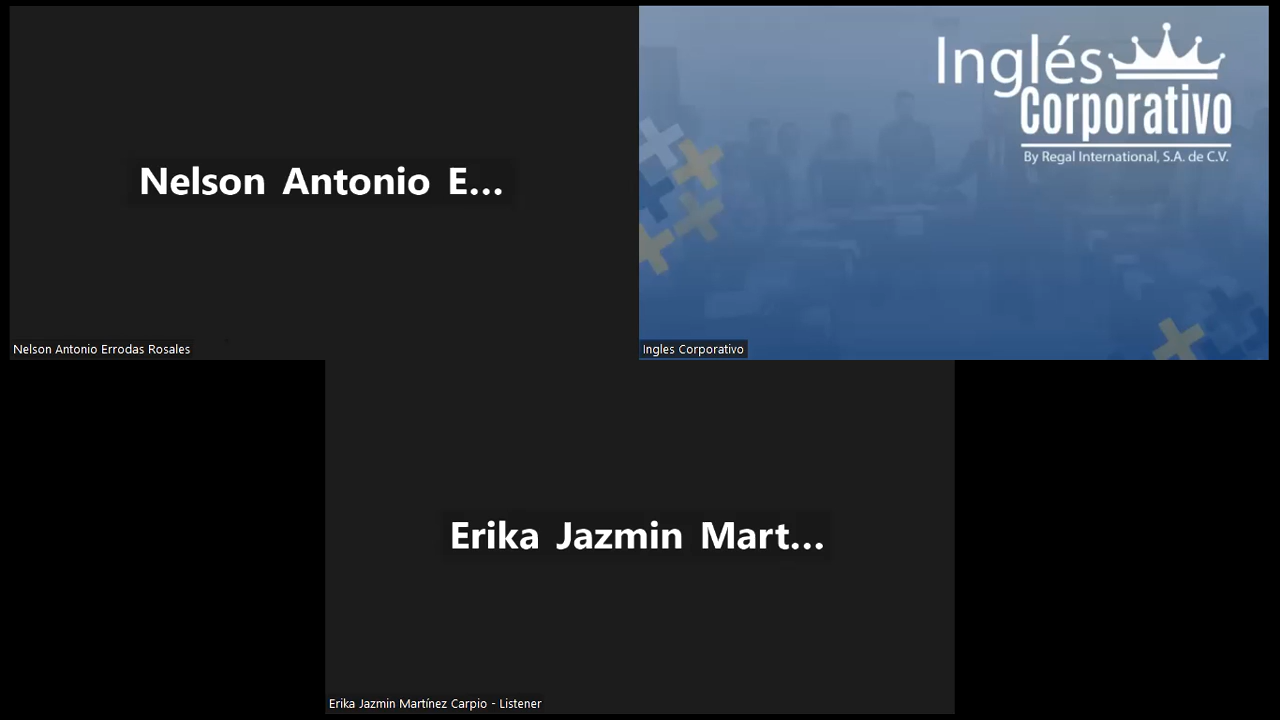 Nelson Antonio E...
Nelson Antonio Errodas Rosales
Inglés
Corporativo
By Regal International, S.A. de C.V.
Ingles Corporativo
Erika Jazmin Mart...
Erika Jazmin Martínez Carpio - Listener